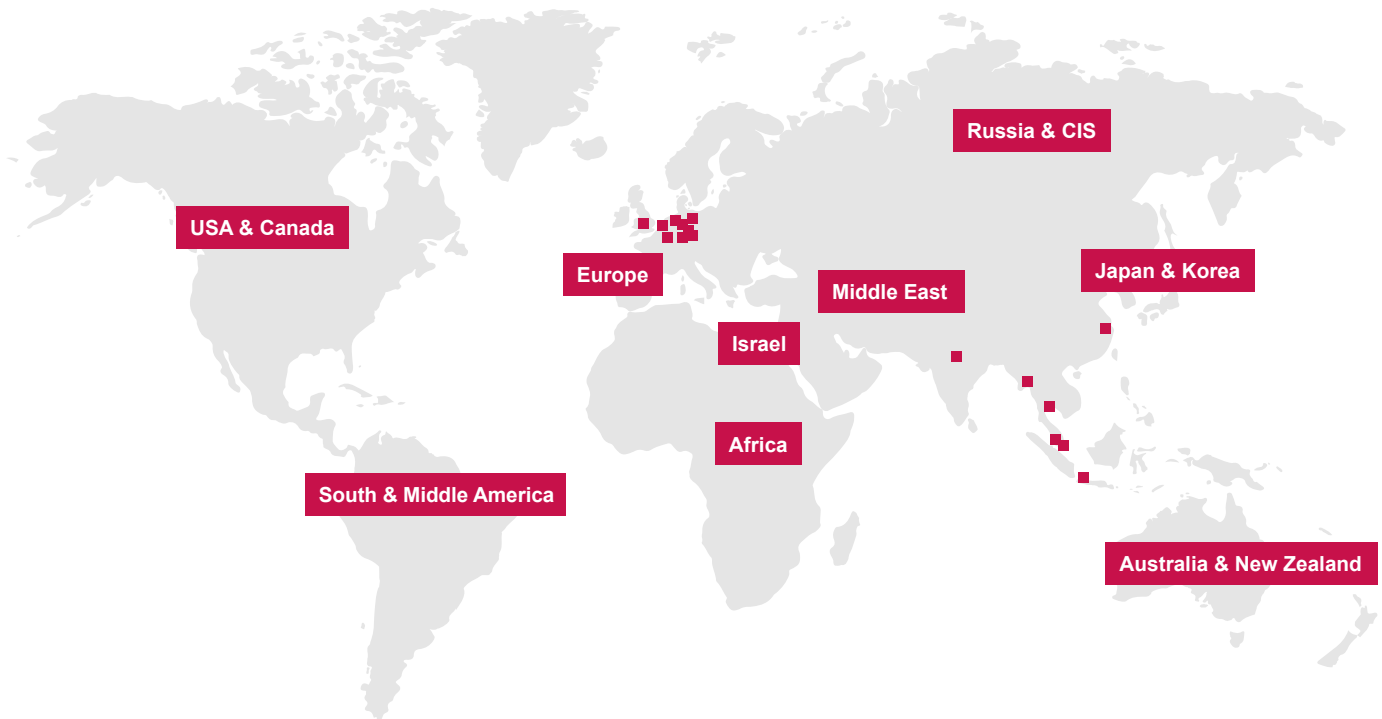 Russia & CIS
USA & Canada
Japan & Korea
Europe
Middle East
Israel
Africa
South & Middle America
Australia & New Zealand